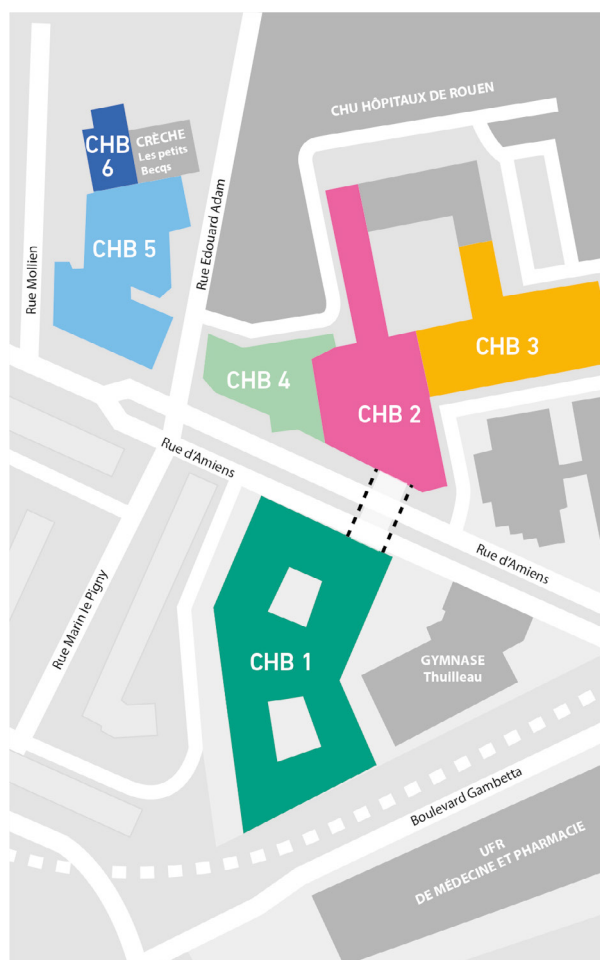 CHU HÔPITAUX DE ROUEN
CHB
6
CRÈCHE
Les petits
Becqs
Rue Edouard Adam
CHB 5
Rue Mollien
CHB 3
CHB 4
CHB 2
Rue d'Amiens
Rue d'Amiens
Rue Marin le Pigny
CHB 1
GYMNASE
Thuilleau
Boulevard Gambetta
UFR
DE MÉDECINE ET PHARMACIE